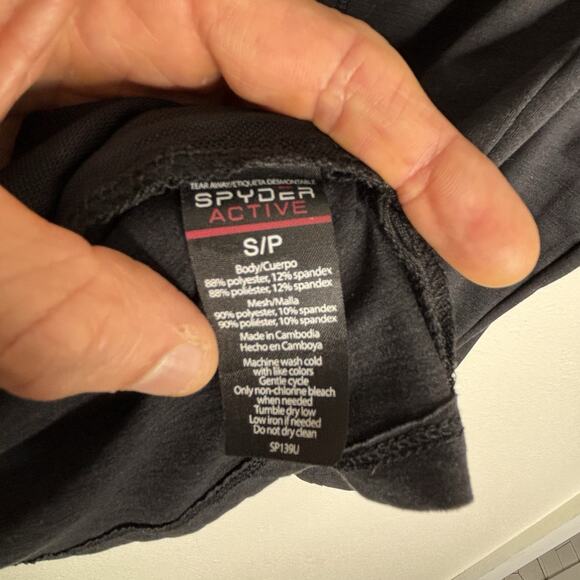 TEAR AWAY/ETIQUETA DESMONTABLE
SPYDER
ACTIVE
S/P
Body/Cuerpo
88% polyester, 12% spandex
88% poliéster, 12% spandex
Mesh/Malla
90% polyester, 10% spandex
90% poliéster, 10% spandex
Made in Cambodia
Hecho en Camboya
Machine wash cold
with like colors
Gentle cycle
Only non-chlorine bleach
when needed
Tumble dry low
Low iron if needed
Do not dry clean
SP139U